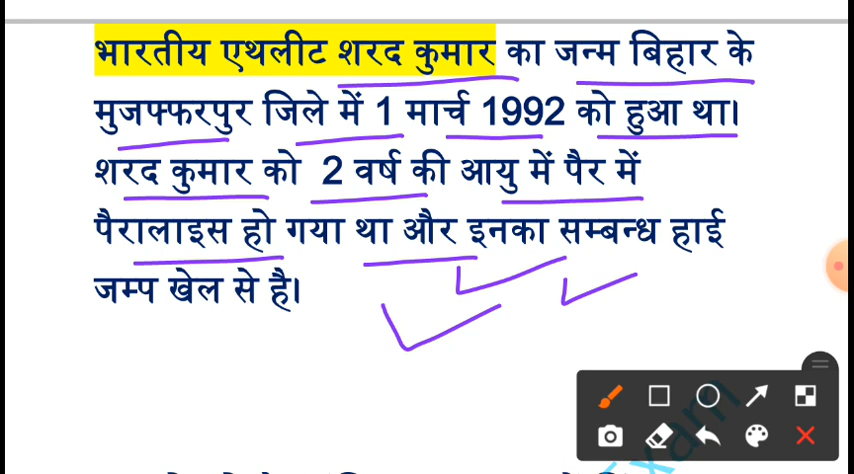 भारतीय एथलीट शरद कुमार का जन्म बिहार के
मुजफ्फरपुर जिले में 1 मार्च 1992 को हुआ था।
शरद कुमार को 2 वर्ष की आयु में पैर में
पैरालाइस हो गया था और इनका सम्बन्ध हाई
जम्प खेल से है।
Exam